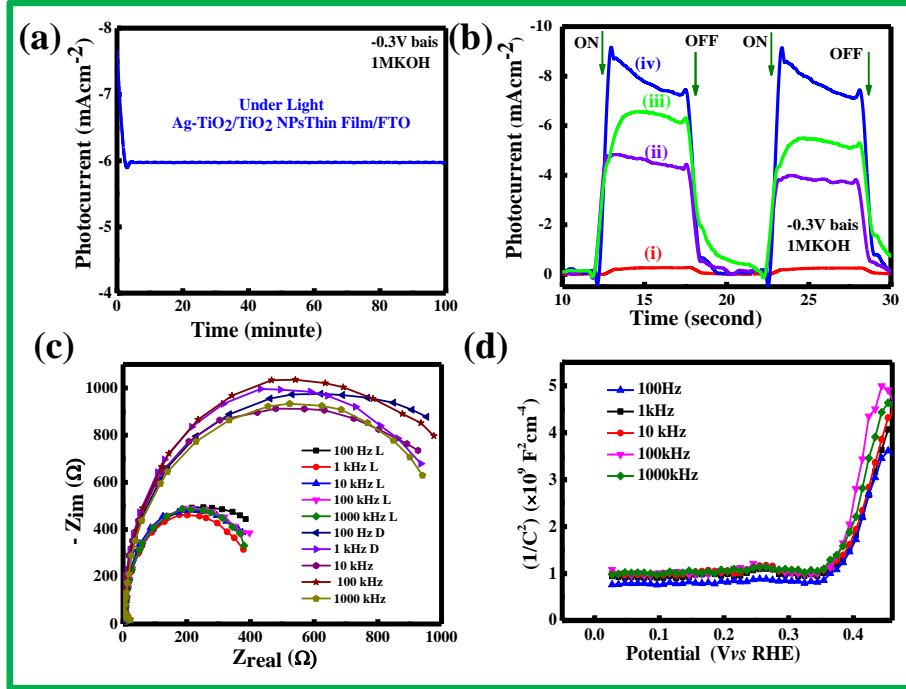 (a)
-0.3V bais
1MKOH
Under Light
Ag-TiO2/TiO2 NPsThin Film/FTO
Photocurrent (mAcm-2)
-8
-7
-6
-5
-4
0
20
40
60
80
100
Time (minute)
(b)
ON
OFF
ON
OFF
(iv)
(iii)
(ii)
(i)
-0.3V bais
1MKOH
Photocurrent (mAcm-2)
-10
-8
-6
-4
-2
0
10
15
20
25
30
Time (second)
(c)
- Zim (Ω)
1000
800
600
400
200
0
100 Hz L
1 kHz L
10 kHz L
100 kHz L
1000 kHz L
100 Hz D
1 kHz D
10 kHz
100 kHz
1000 kHz
0
200
400
600
800
1000
Zreal (Ω)
(d)
100Hz
1kHz
10 kHz
100kHz
1000kHz
(1/C2) (×109 F2cm-4)
5
4
3
2
1
0
0.0
0.1
0.2
0.3
0.4
Potential (Vvs RHE)